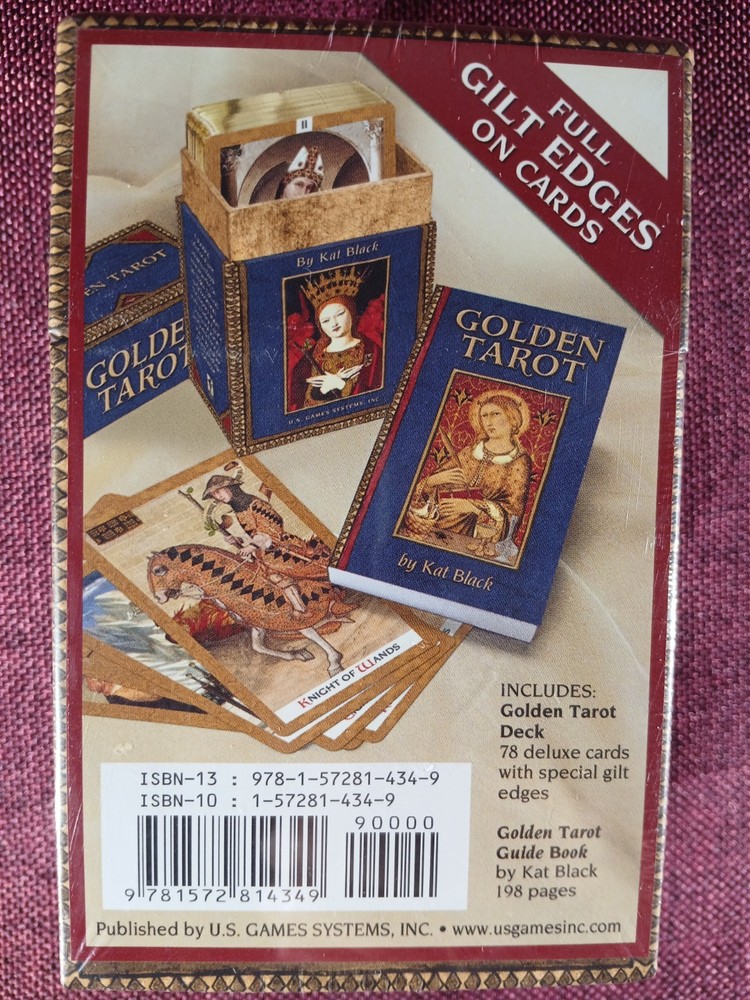 FULL
GILT EDGES
ON CARDS
II
By Kat Black
EN TAROT
GOLDE
TAROT
U.S. GAMES SYSTEMS, INC
GOLDEN
TAROT
by Kat Black
KNIGHT OF WANDS
INCLUDES:
Golden Tarot
Deck
78 deluxe cards
with special gilt
edges
Golden Tarot
Guide Book
by Kat Black
198 pages
ISBN-13 : 978-1-57281-434-9
ISBN-10 : 1-57281-434-9
90000
9 781572 814349
Published by U.S. GAMES SYSTEMS, INC. • www.usgamesinc.com